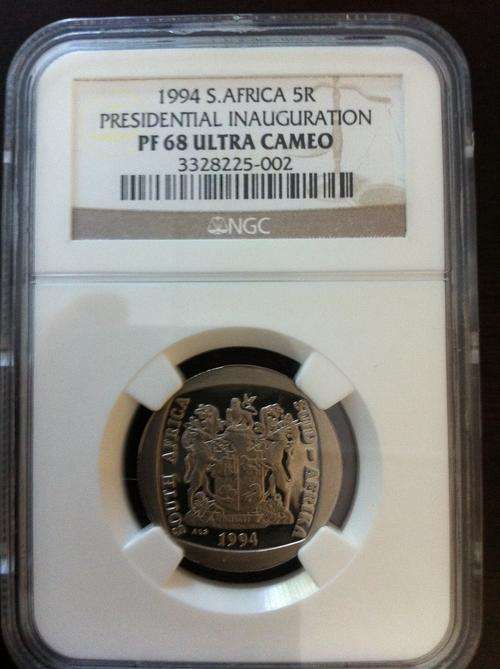 1994 S.AFRICA 5R
PRESIDENTIAL INAUGURATION
PF 68 ULTRA CAMEO
3328225-002
NGC
SOUTH AFRICA
SUID - AFRIKA
1994